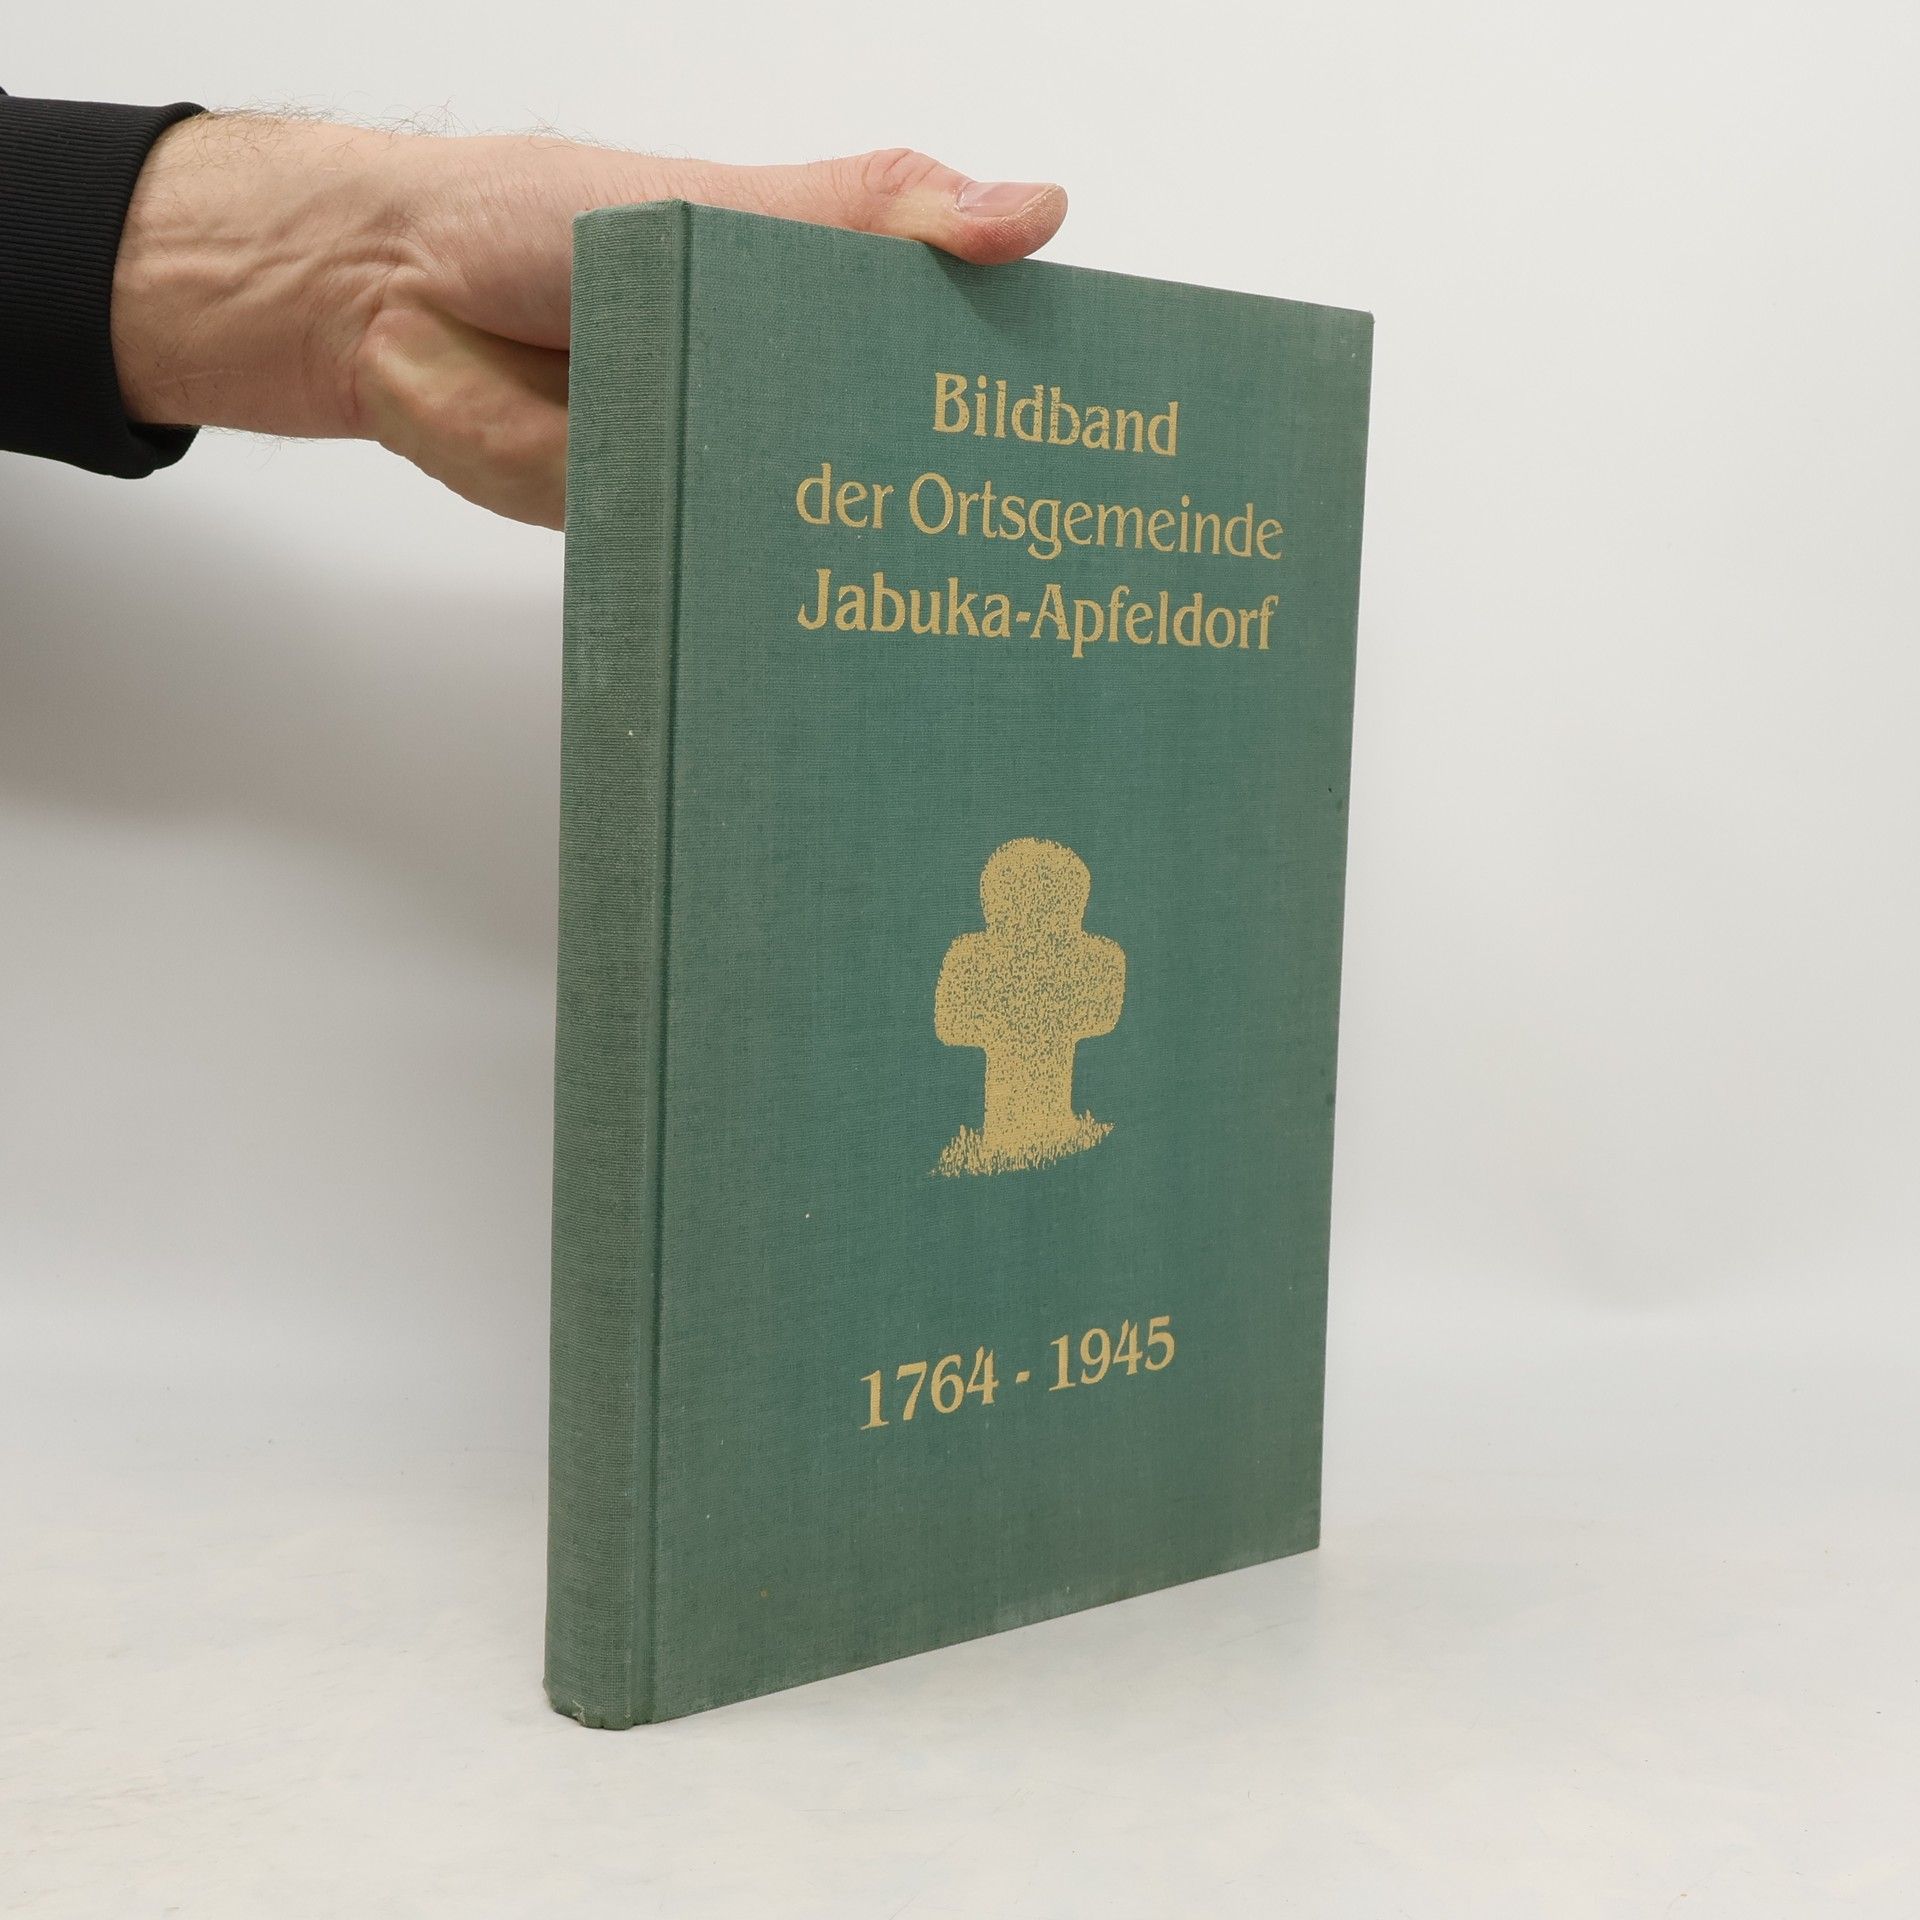 Bildband
der Ortsgemeinde
Jabuka-Apfeldorf
1764 - 1945